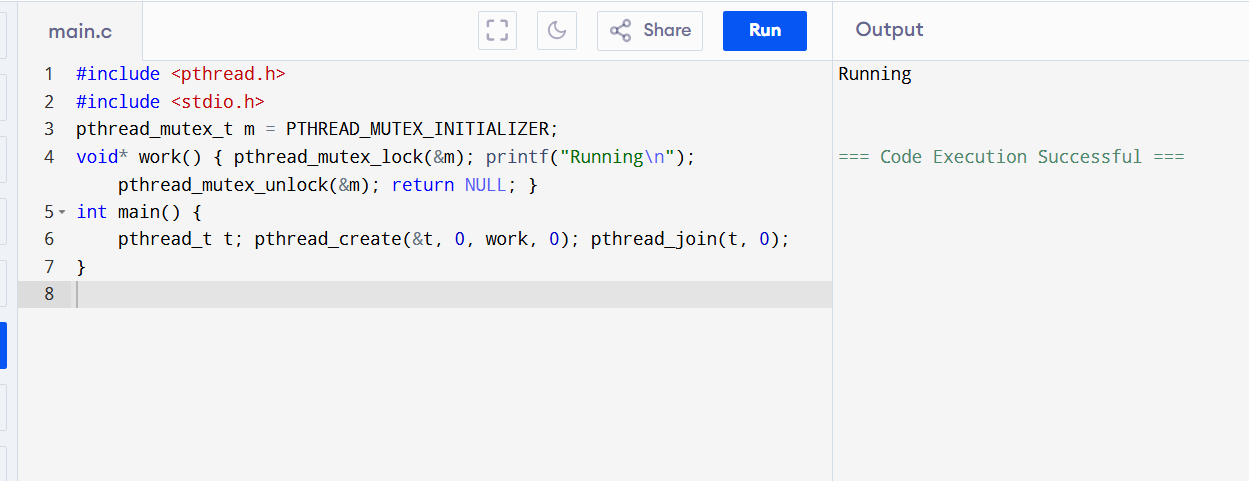 main.c
Share
Run
Output
1 #include <pthread.h>
2 #include <stdio.h>
3 pthread_mutex_t m = PTHREAD_MUTEX_INITIALIZER;
4 void* work() { pthread_mutex_lock(&m); printf("Running\n");
pthread_mutex_unlock(&m); return NULL; }
5 int main() {
6 pthread_t t; pthread_create(&t, 0, work, 0); pthread_join(t, 0);
7 }
8
Running
=== Code Execution Successful ===